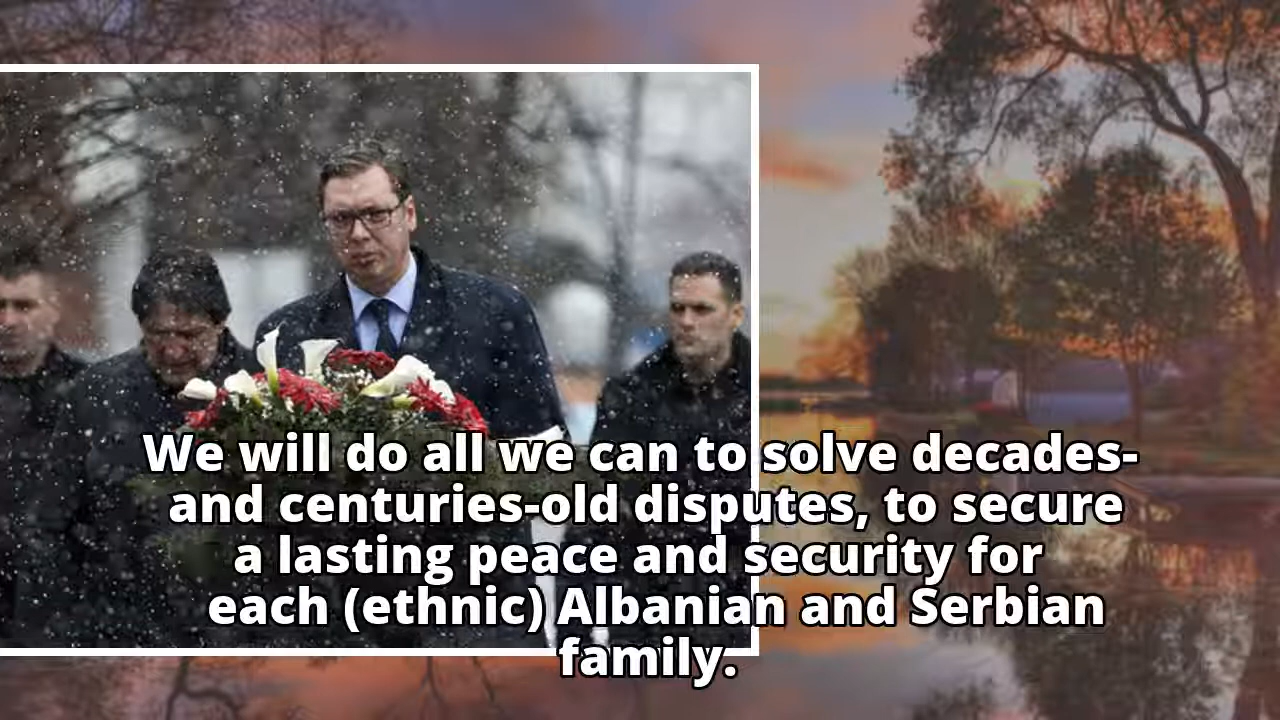 We will do all we can to solve decades-
and centuries-old disputes, to secure
a lasting peace and security for
each (ethnic) Albanian and Serbian
family.